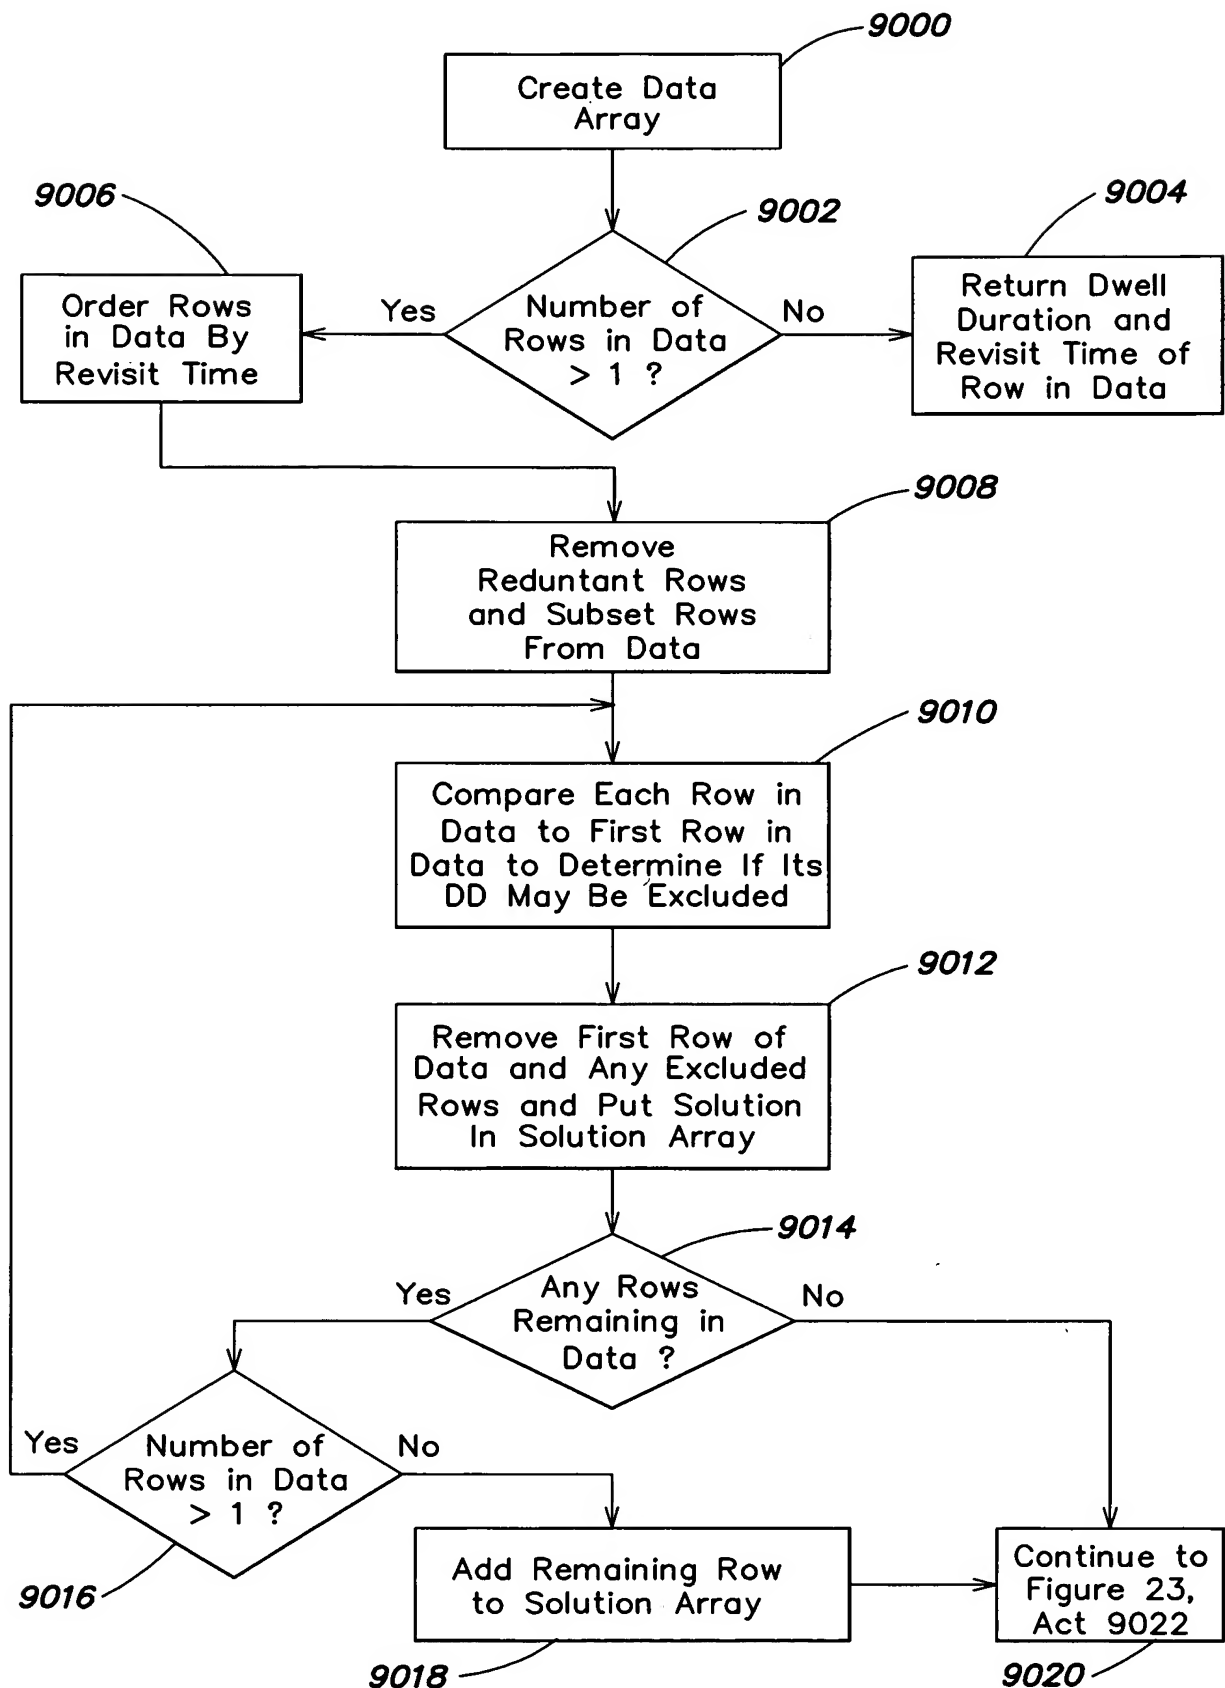 9000
Create Data
Array
9006
9002
9004
Order Rows
in Data By
Revisit Time
Yes
Number of
Rows in Data
> 1 ?
No
Return Dwell
Duration and
Revisit Time of
Row in Data
9008
Remove
Reduntant Rows
and Subset Rows
From Data
9010
Compare Each Row in
Data to First Row in
Data to Determine If Its
DD May Be Excluded
9012
Remove First Row of
Data and Any Excluded
Rows and Put Solution
In Solution Array
9014
Yes
Any Rows
Remaining in
Data ?
No
Yes
Number of
Rows in Data
> 1 ?
No
9016
Add Remaining Row
to Solution Array
9018
Continue to
Figure 23,
Act 9022
9020